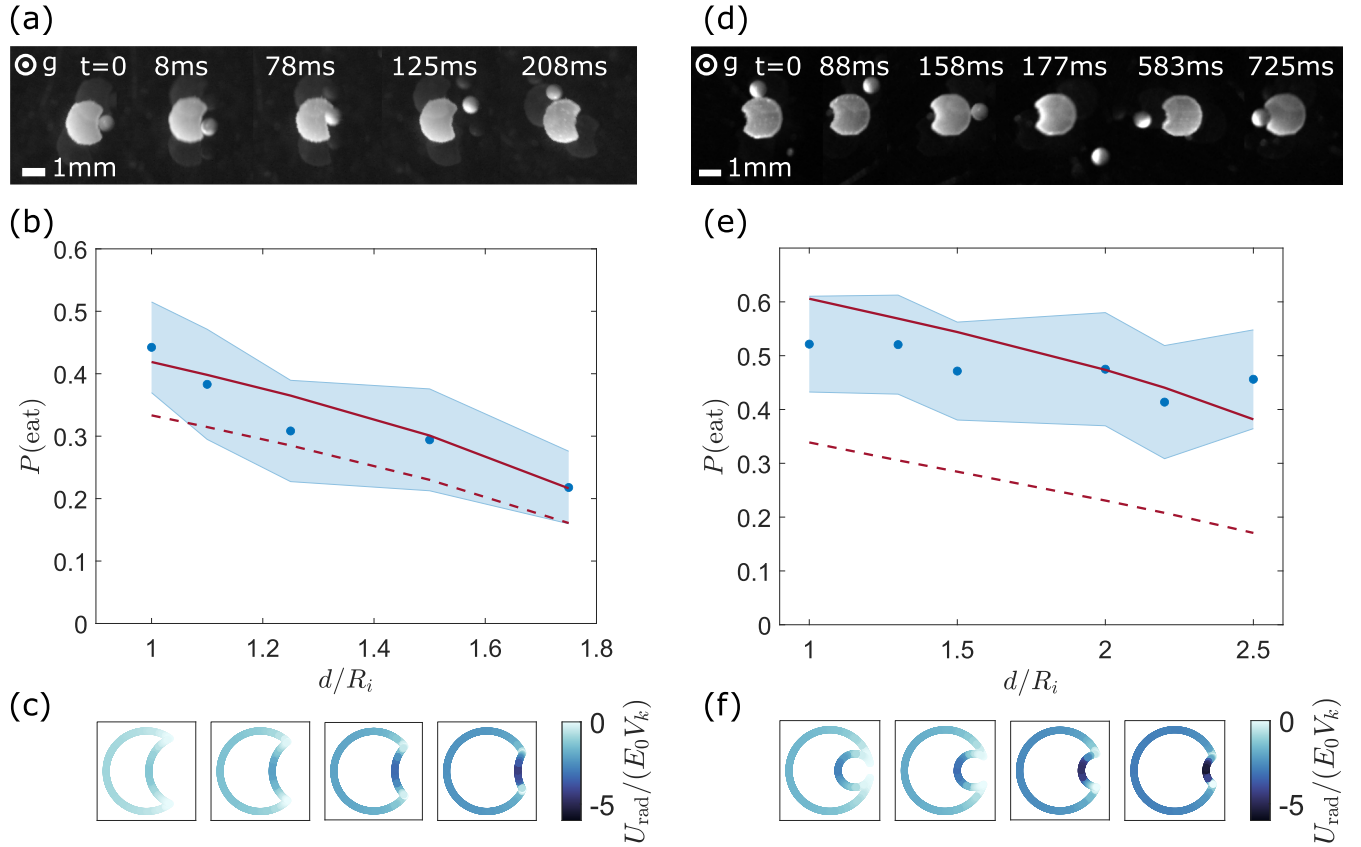 (a)
g t=0 8ms 78ms 125ms 208ms
1mm
(d)
g t=0 88ms 158ms 177ms 583ms 725ms
1mm
(b)
0.6
0.5
0.4
0.3
0.2
0.1
0
P(eat)
1 1.2 1.4 1.6 1.8
d/R_i
(e)
0.6
0.5
0.4
0.3
0.2
0.1
0
P(eat)
1 1.5 2 2.5
d/R_i
(c)
0
-5
U_rad/(E_0V_k)
(f)
0
-5
U_rad/(E_0V_k)